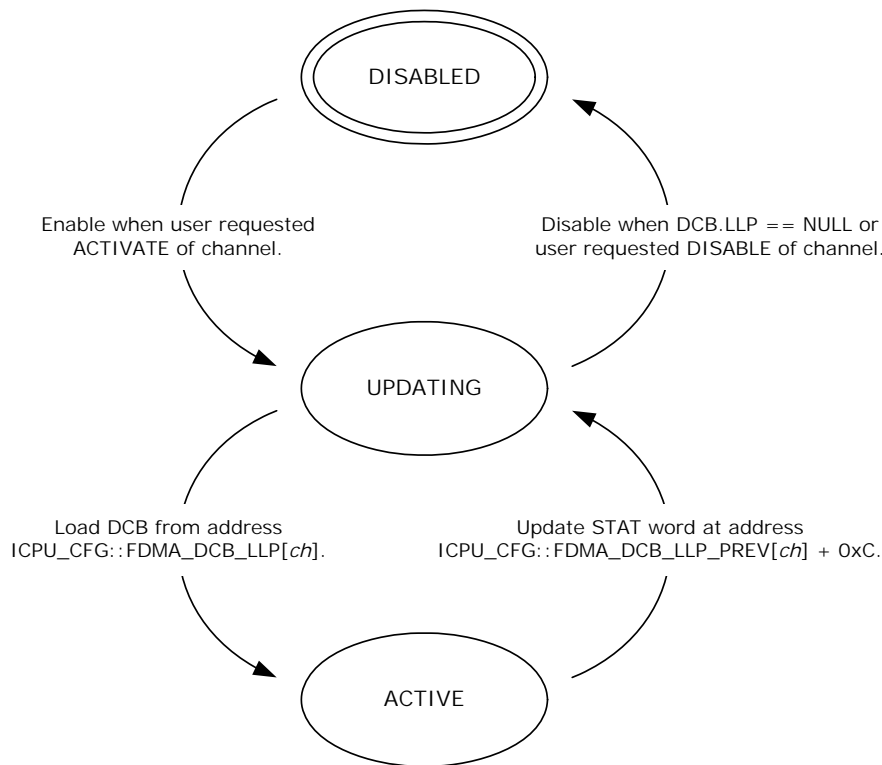 DISABLED
Enable when user requested
ACTIVATE of channel.
Disable when DCB.LLP == NULL or
user requested DISABLE of channel.
UPDATING
Load DCB from address
ICPU_CFG::FDMA_DCB_LLP[ch].
Update STAT word at address
ICPU_CFG::FDMA_DCB_LLP_PREV[ch] + 0xC.
ACTIVE